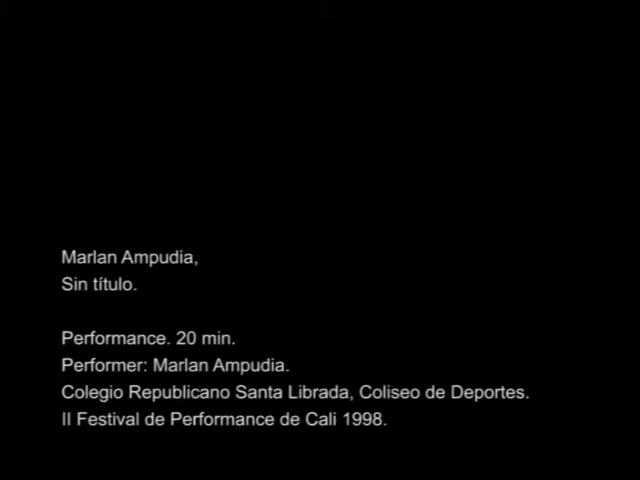 Marlan Ampudia,
Sin título.
Performance. 20 min.
Performer: Marlan Ampudia.
Colegio Republicano Santa Librada, Coliseo de Deportes.
II Festival de Performance de Cali 1998.